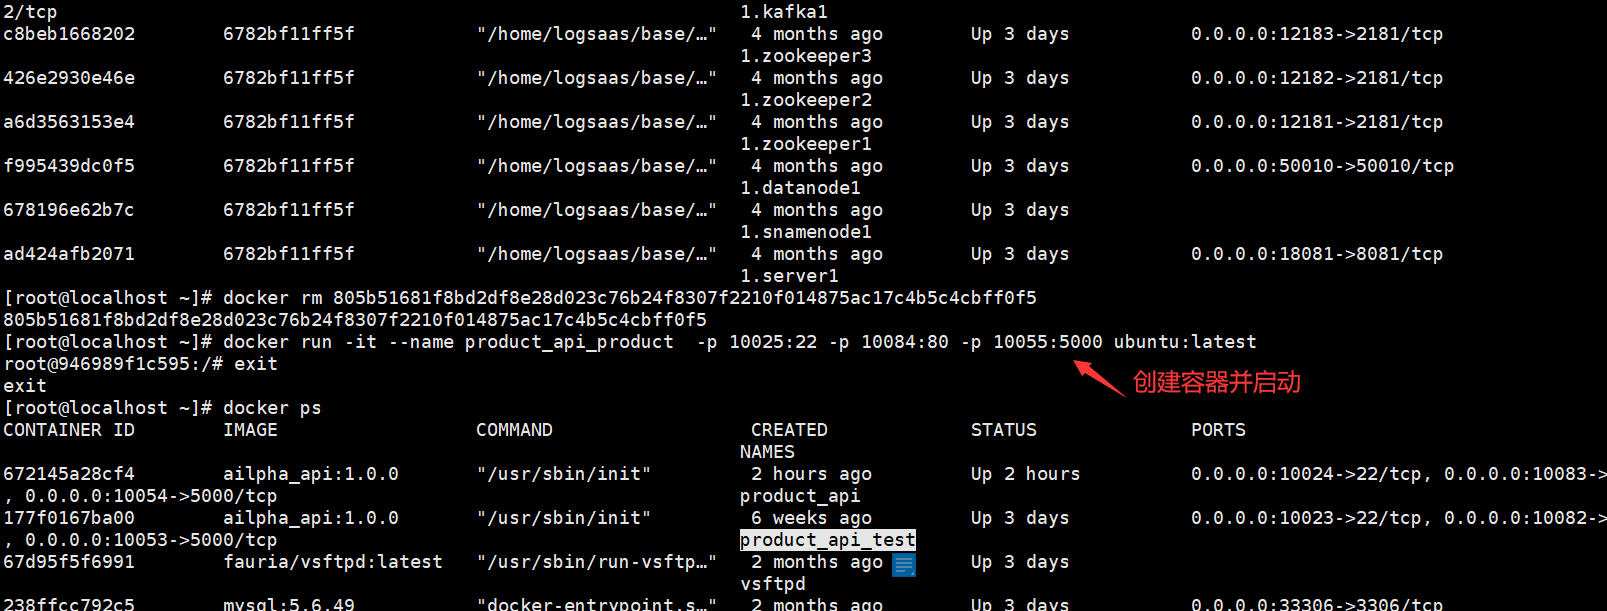 2/tcp 1.kafka1
c8beb1668202 6782bf11ff5f "/home/logsaas/base/…" 4 months ago Up 3 days 0.0.0.0:12183->2181/tcp
1.zookeeper3
426e2930e46e 6782bf11ff5f "/home/logsaas/base/…" 4 months ago Up 3 days 0.0.0.0:12182->2181/tcp
1.zookeeper2
a6d3563153e4 6782bf11ff5f "/home/logsaas/base/…" 4 months ago Up 3 days 0.0.0.0:12181->2181/tcp
1.zookeeper1
f995439dc0f5 6782bf11ff5f "/home/logsaas/base/…" 4 months ago Up 3 days 0.0.0.0:50010->50010/tcp
1.datanode1
678196e62b7c 6782bf11ff5f "/home/logsaas/base/…" 4 months ago Up 3 days
1.snamenode1
ad424afb2071 6782bf11ff5f "/home/logsaas/base/…" 4 months ago Up 3 days 0.0.0.0:18081->8081/tcp
1.server1
[root@localhost ~]# docker rm 805b51681f8bd2df8e28d023c76b24f8307f2210f014875ac17c4b5c4cbff0f5
805b51681f8bd2df8e28d023c76b24f8307f2210f014875ac17c4b5c4cbff0f5
[root@localhost ~]# docker run -it --name product_api_product  -p 10025:22 -p 10084:80 -p 10055:5000 ubuntu:latest
root@946989f1c595:/# exit
创建容器并启动
exit
[root@localhost ~]# docker ps
CONTAINER ID IMAGE COMMAND CREATED STATUS PORTS
NAMES
672145a28cf4 ailpha_api:1.0.0 "/usr/sbin/init" 2 hours ago Up 2 hours 0.0.0.0:10024->22/tcp, 0.0.0.0:10083->
, 0.0.0.0:10054->5000/tcp product_api
177f0167ba00 ailpha_api:1.0.0 "/usr/sbin/init" 6 weeks ago Up 3 days 0.0.0.0:10023->22/tcp, 0.0.0.0:10082->
, 0.0.0.0:10053->5000/tcp product_api_test
67d95f5f6991 fauria/vsftpd:latest "/usr/sbin/run-vsftp…" 2 months ago Up 3 days
vsftpd
238ffcc792c5 mysql:5.6.49 "docker-entrypoint.s…" 2 months ago Up 3 days 0.0.0.0:33306->3306/tcp